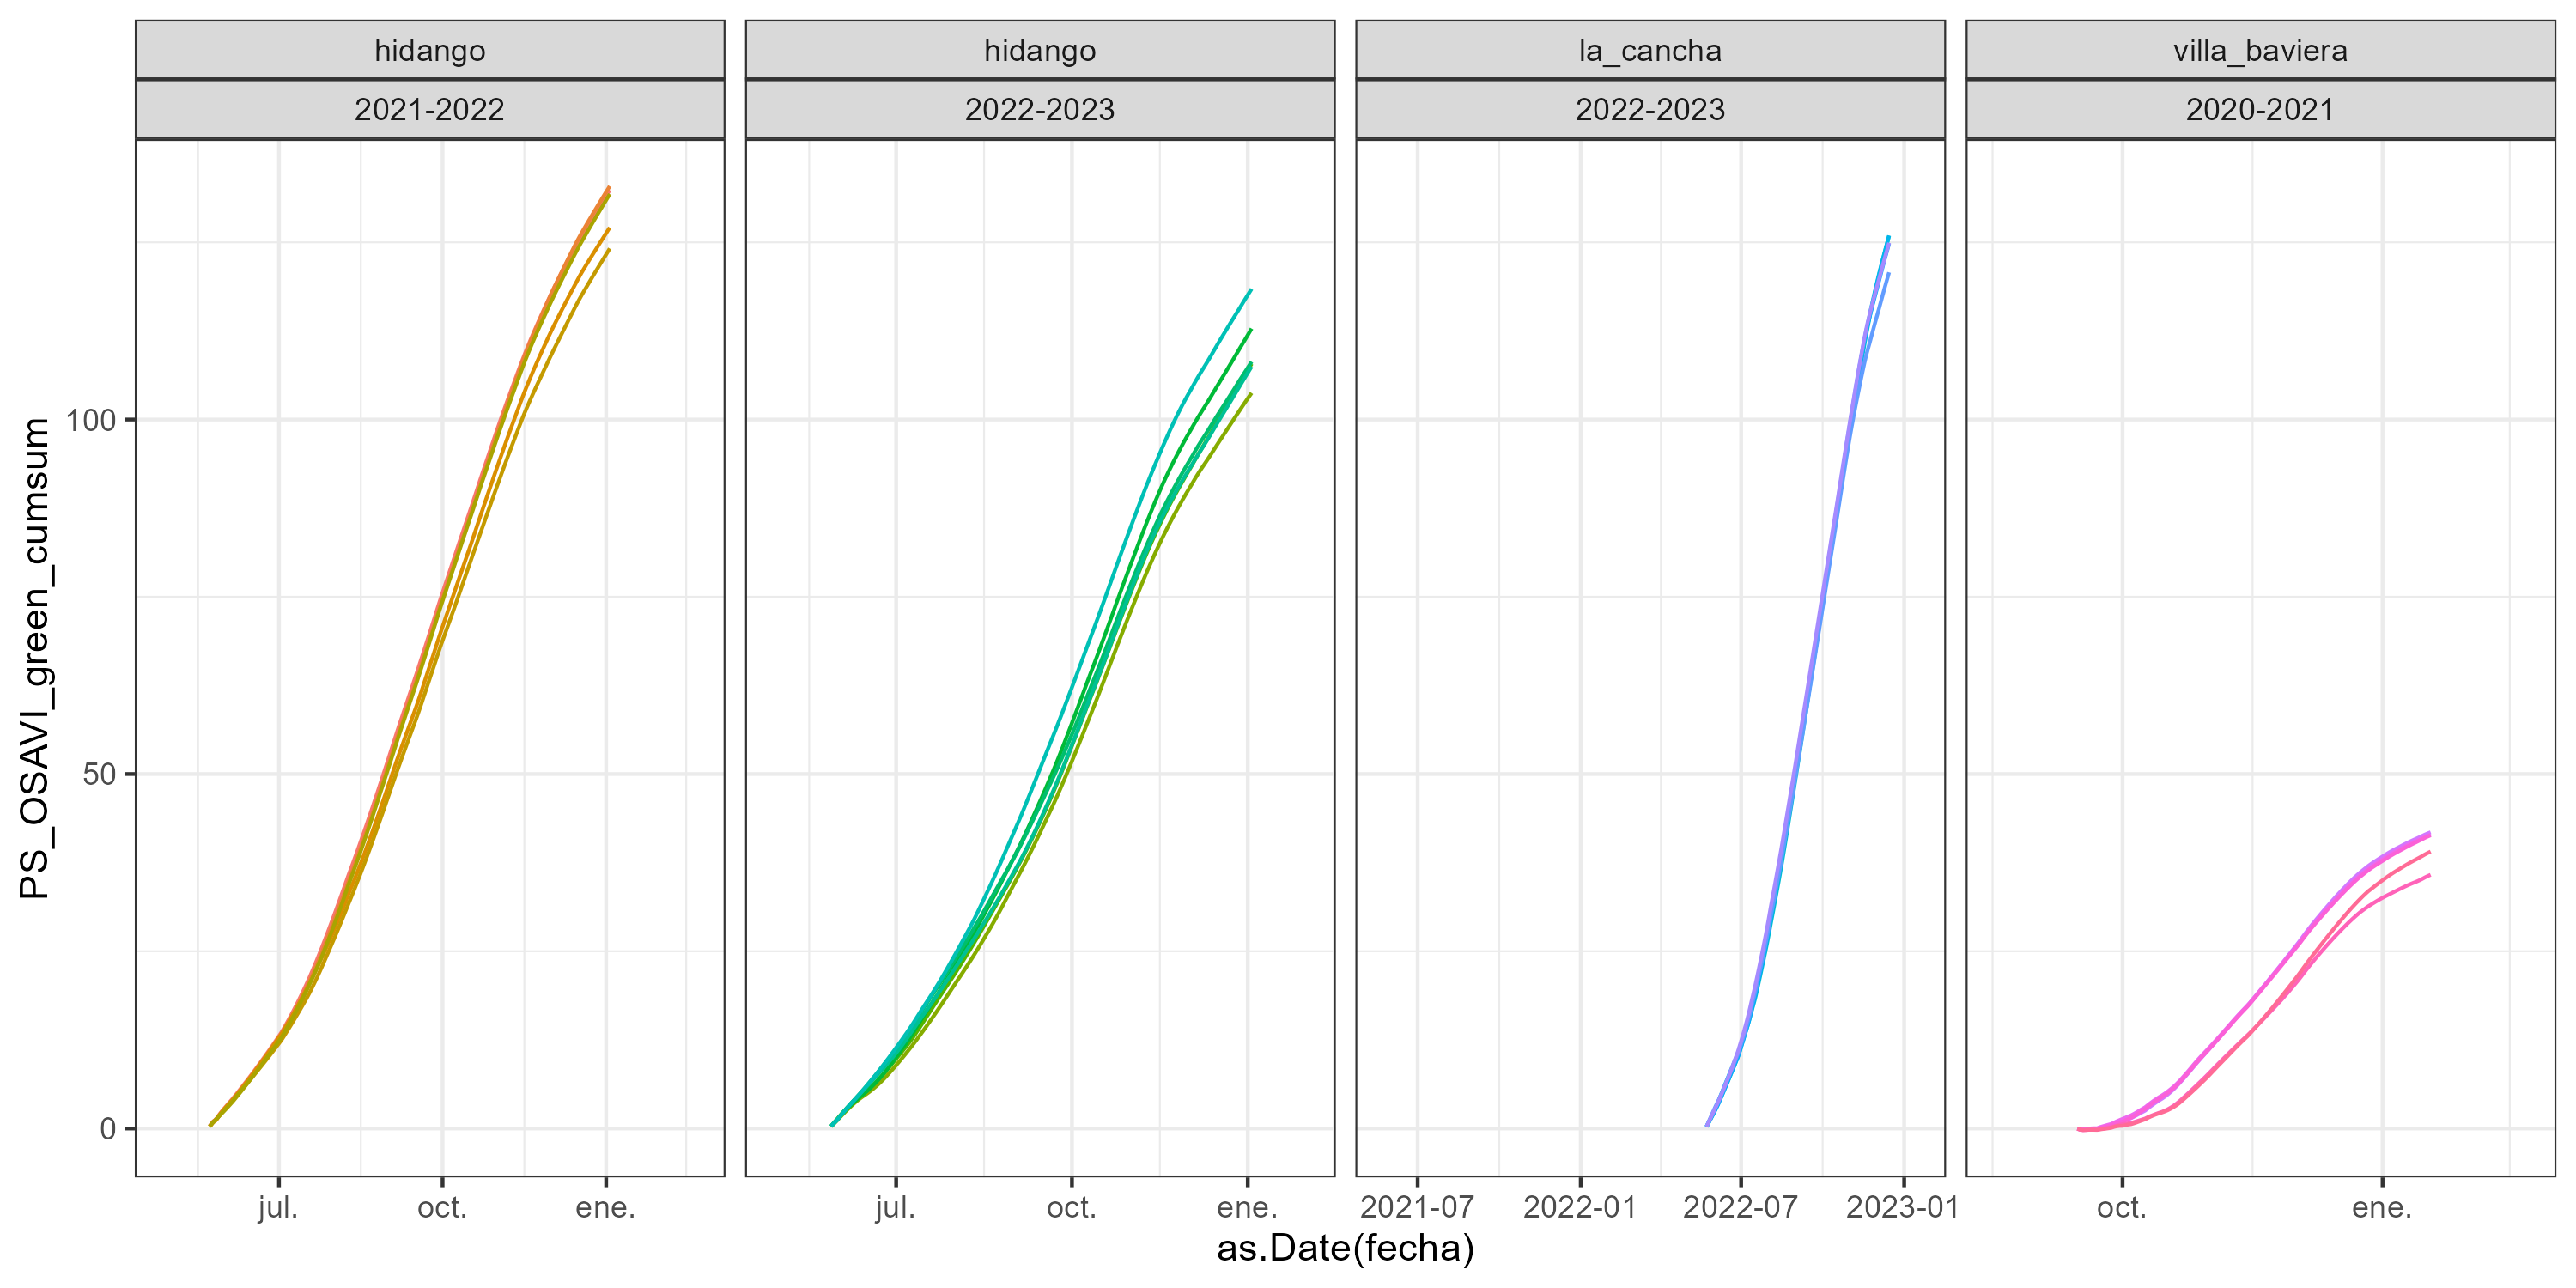 hidango hidango la_cancha villa_baviera
2021-2022 2022-2023 2022-2023 2020-2021
PS_OSAVI_green_cumsum
100
50
0
jul. oct. ene. jul. oct. ene. 2021-07 2022-01 2022-07 2023-01 oct. ene.
as.Date(fecha)